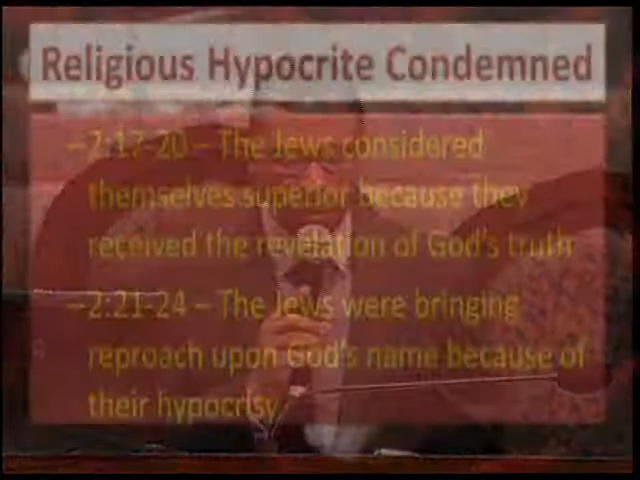 Religious Hypocrite Condemned
–2:17-20 – The Jews considered
themselves superior because they
received the revelation of God's truth
–2:21-24 – The Jews were bringing
reproach upon God's name because of
their hypocrisy